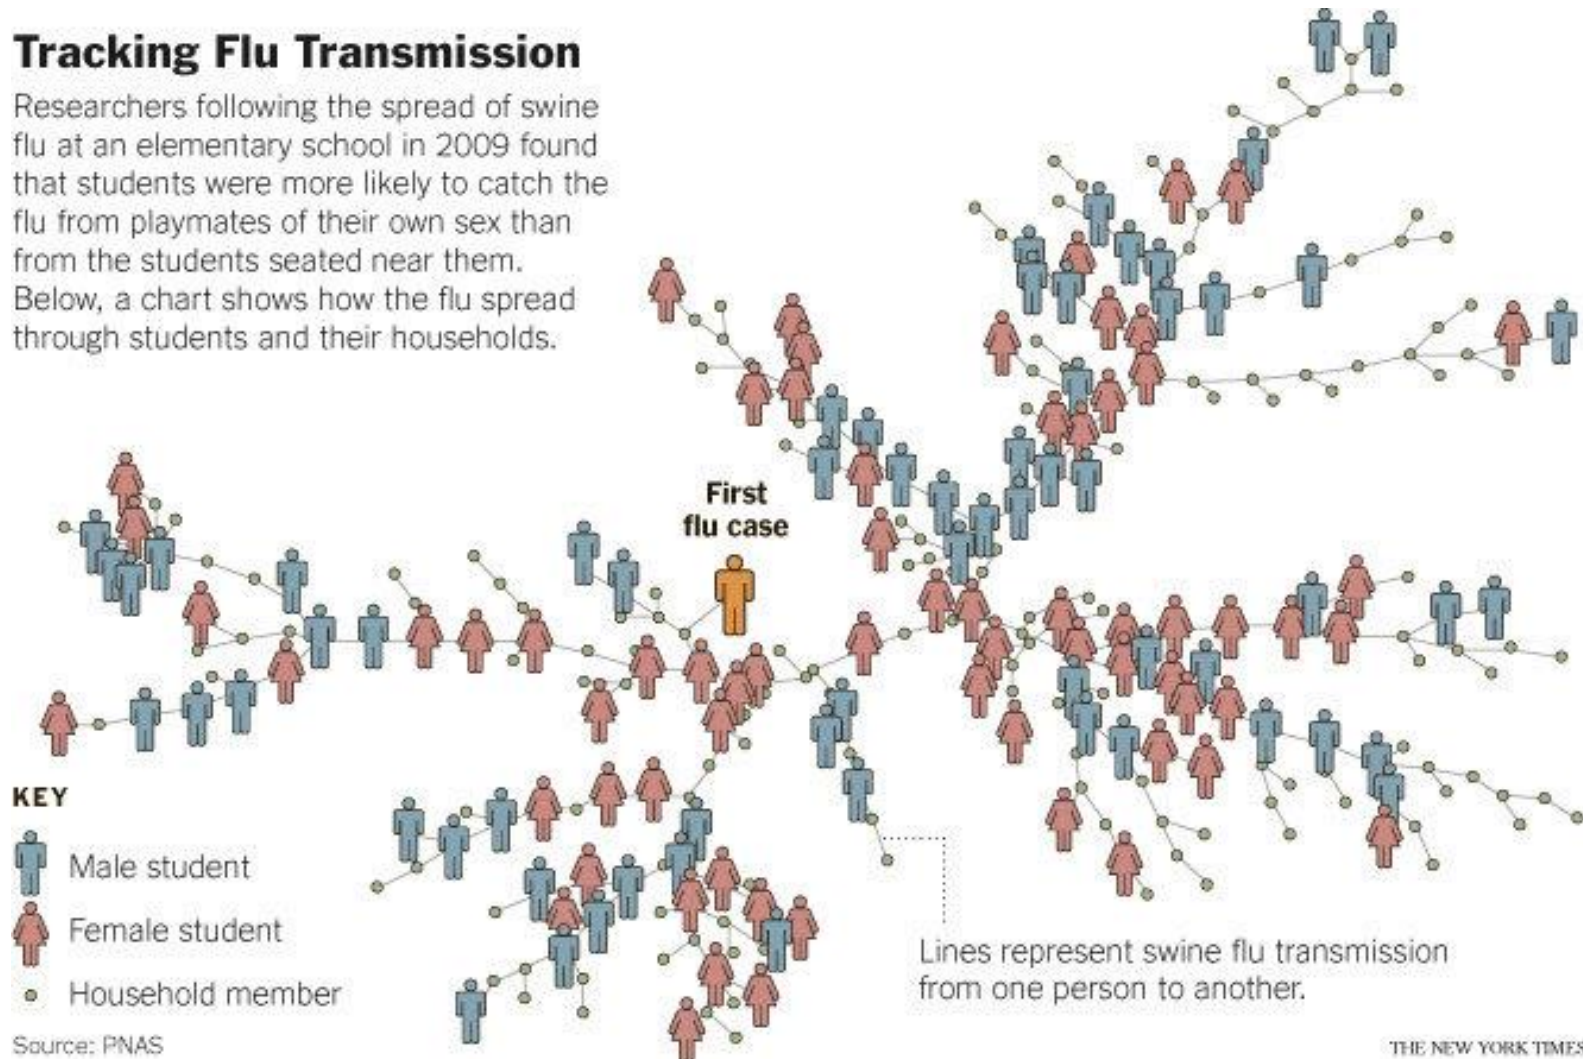 Tracking Flu Transmission
Researchers following the spread of swine
flu at an elementary school in 2009 found
that students were more likely to catch the
flu from playmates of their own sex than
from the students seated near them.
Below, a chart shows how the flu spread
through students and their households.
First
flu case
KEY
Male student
Female student
Household member
Lines represent swine flu transmission
from one person to another.
Source: PNAS
THE NEW YORK TIMES